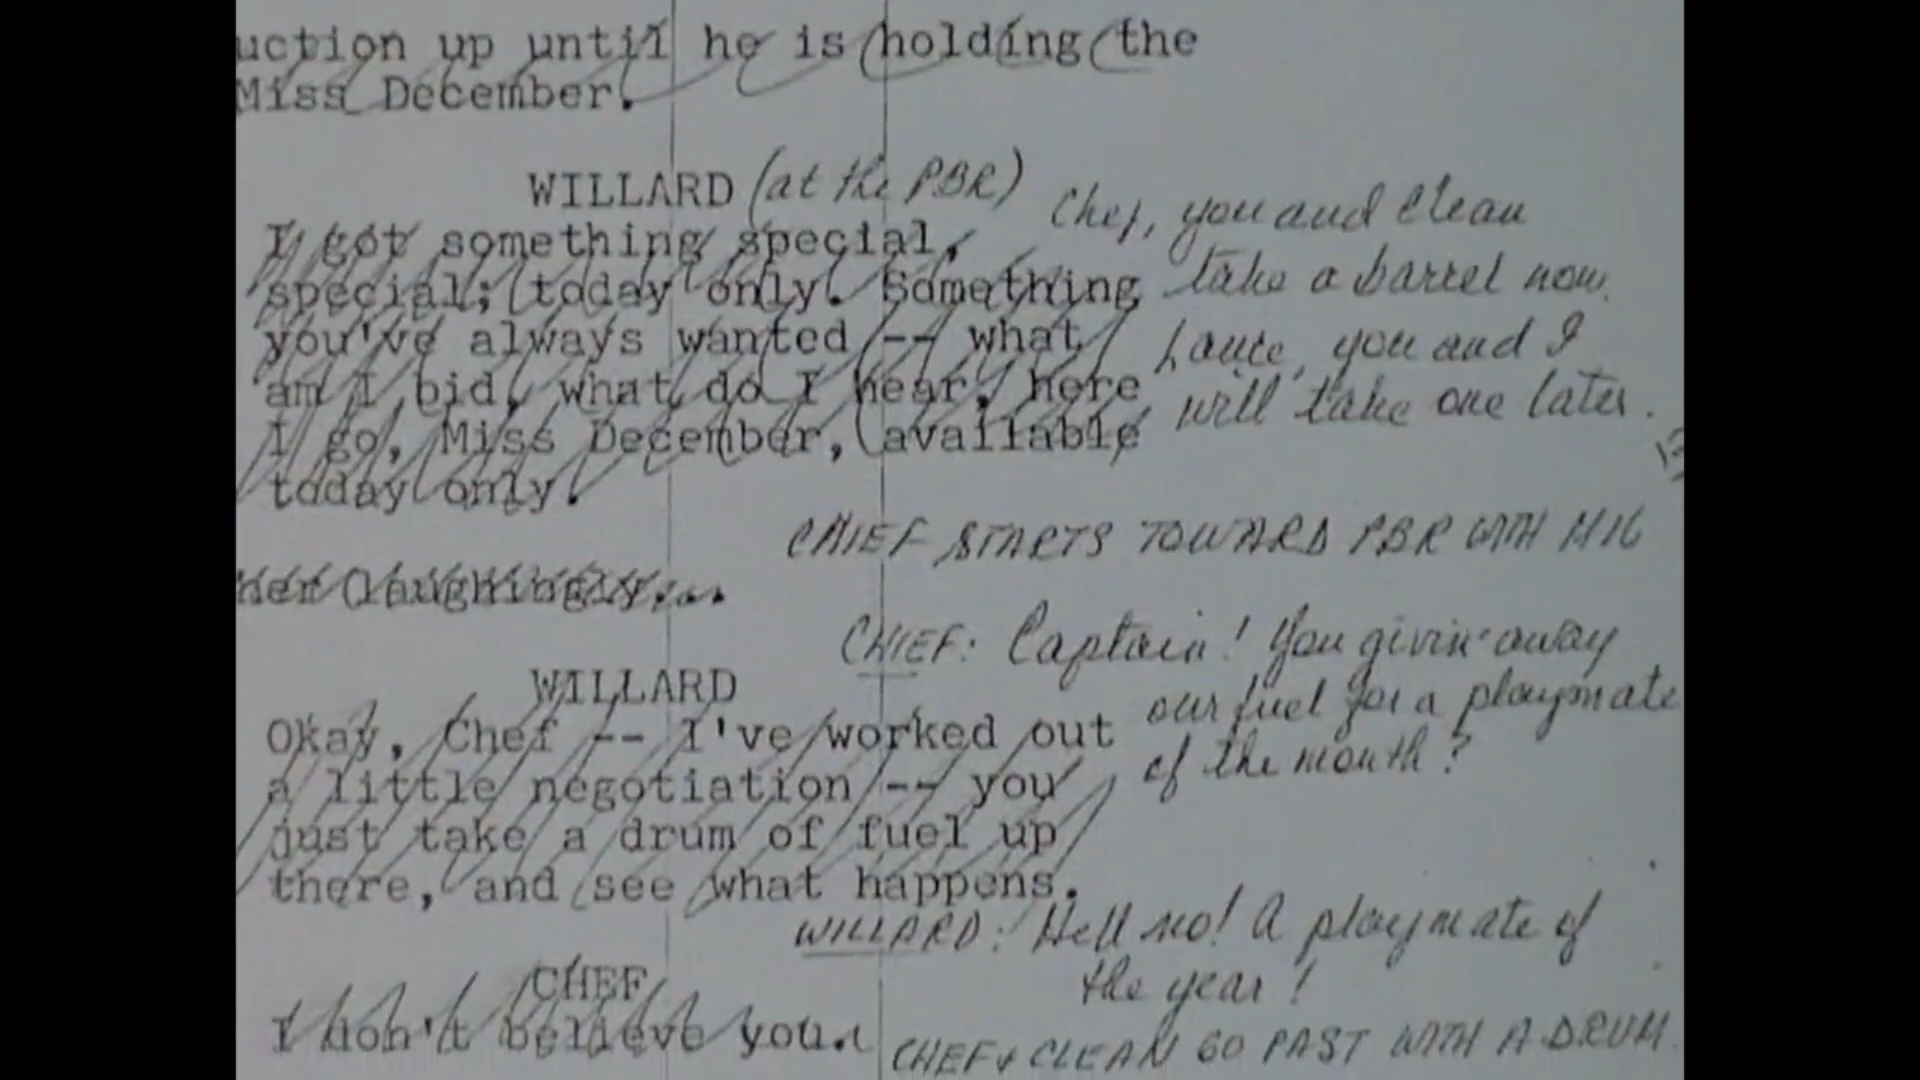 uction up until he is holding the
Miss December.
WILLARD (at the PBR)
Chef, you and Clean
I got something special,
special; today only. Something
take a barrel now.
you've always wanted -- what
Lance, you and I
am I bid, what do I hear, here
will take one later.
I go, Miss December, available
today only.
CHIEF STARTS TOWARD PBR WITH M16
her laughingly...
CHIEF: Captain! You givin' away
WILLARD
our fuel for a playmate
Okay, Chef -- I've worked out
of the month?
a little negotiation -- you
just take a drum of fuel up
there, and see what happens.
WILLARD: Hell no! A playmate of
the year!
CHEF
I don't believe you.
CHEF + CLEAN GO PAST WITH A DRUM.